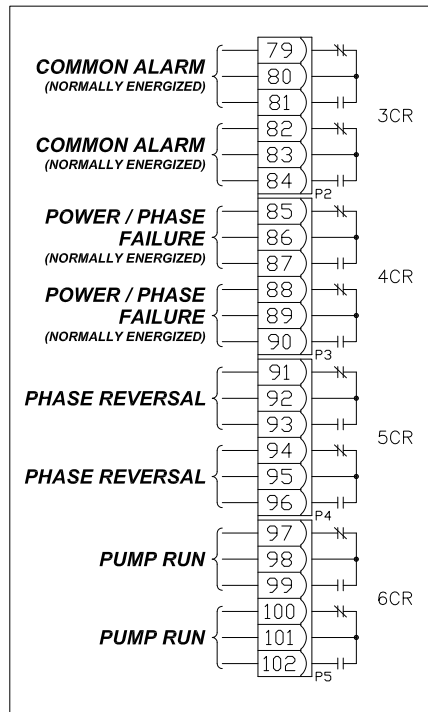 79
COMMON ALARM
(NORMALLY ENERGIZED)
80
81
3CR
82
COMMON ALARM
(NORMALLY ENERGIZED)
83
84
P2
85
POWER / PHASE
FAILURE
(NORMALLY ENERGIZED)
86
87
4CR
88
POWER / PHASE
FAILURE
(NORMALLY ENERGIZED)
89
90
P3
91
PHASE REVERSAL
92
93
5CR
94
PHASE REVERSAL
95
96
P4
97
PUMP RUN
98
99
6CR
100
PUMP RUN
101
102
P5